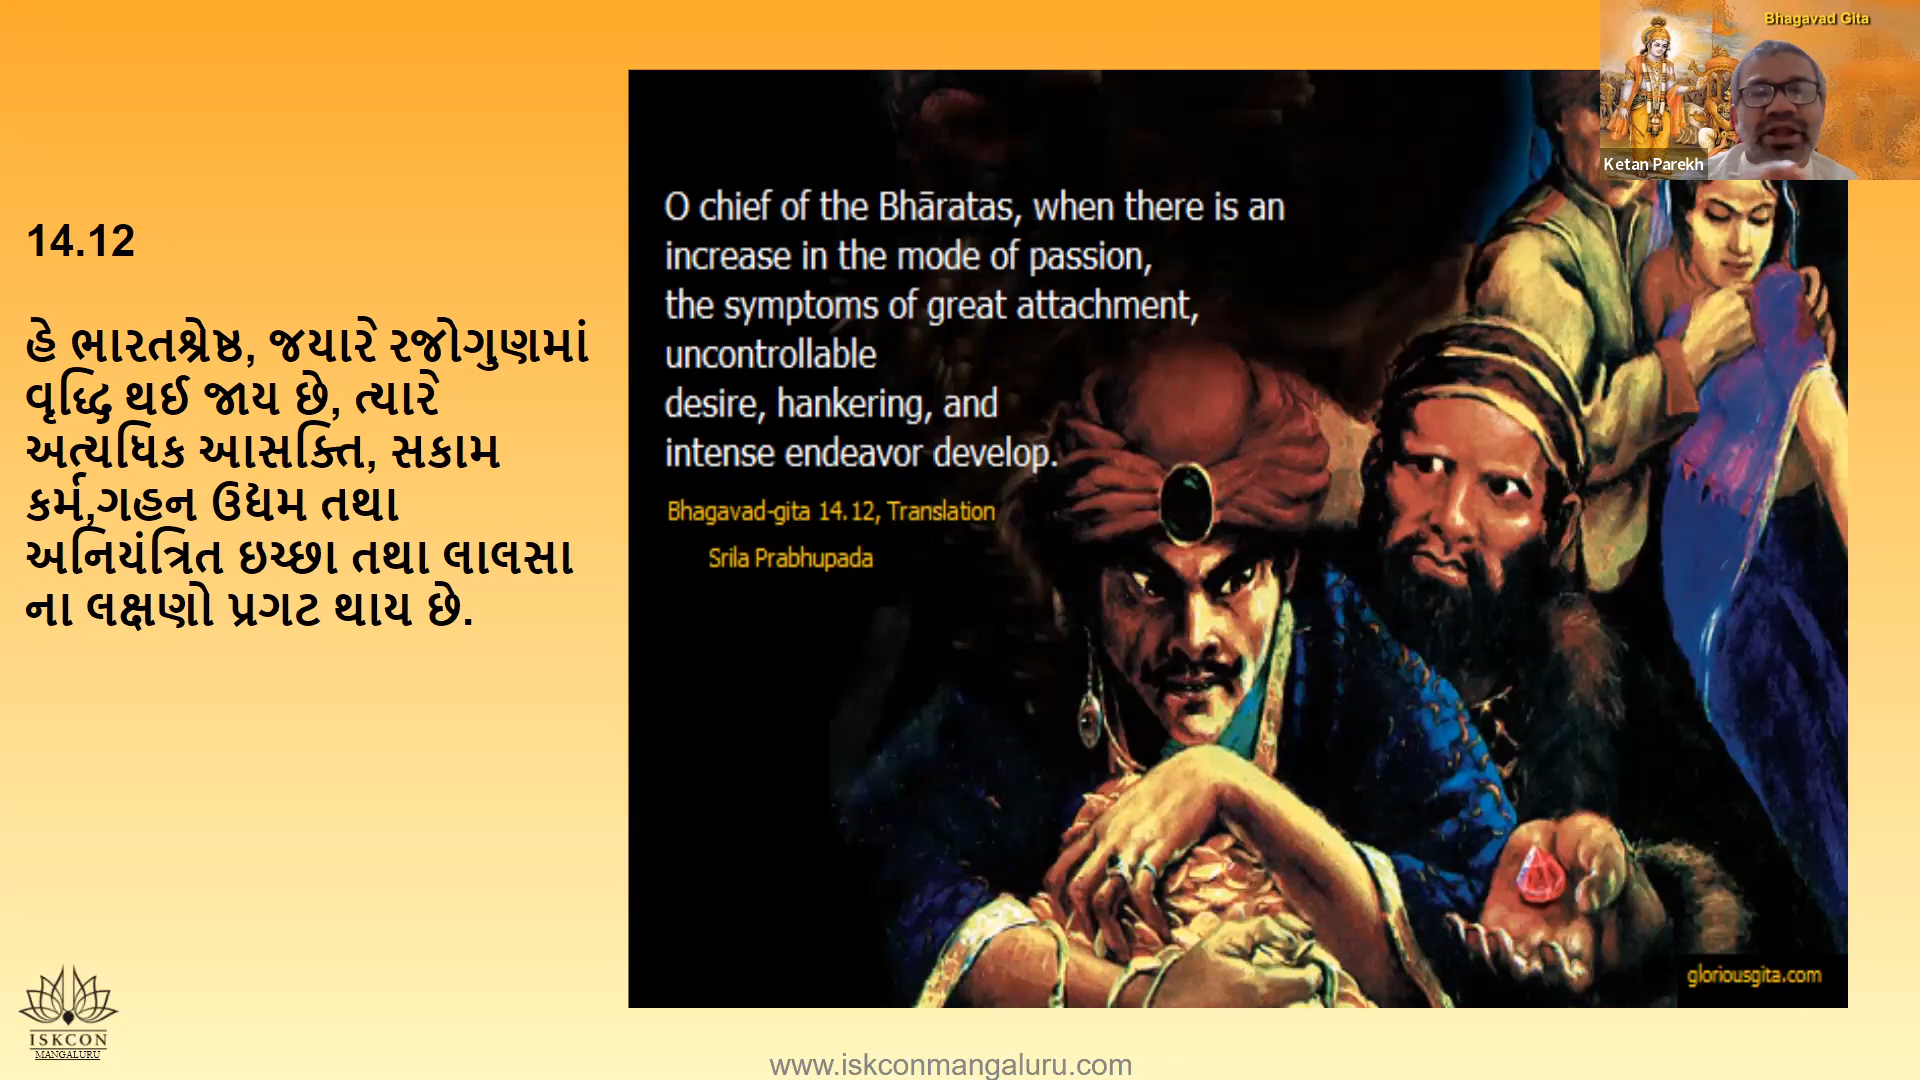 Bhagavad Gita
Ketan Parekh
14.12
હે ભારતશ્રેષ્ઠ, જયારે રજોગુણમાં
વૃદ્ધિ થઈ જાય છે, ત્યારે
અત્યધિક આસક્તિ, સકામ
કર્મ,ગહન ઉદ્યમ તથા
અનિયંત્રિત ઇચ્છા તથા લાલસા
ના લક્ષણો પ્રગટ થાય છે.
O chief of the Bhāratas, when there is an
increase in the mode of passion,
the symptoms of great attachment,
uncontrollable
desire, hankering, and
intense endeavor develop.
Bhagavad-gita 14.12, Translation
Srila Prabhupada
gloriousgita.com
ISKCON
MANGALURU
www.iskconmangaluru.com